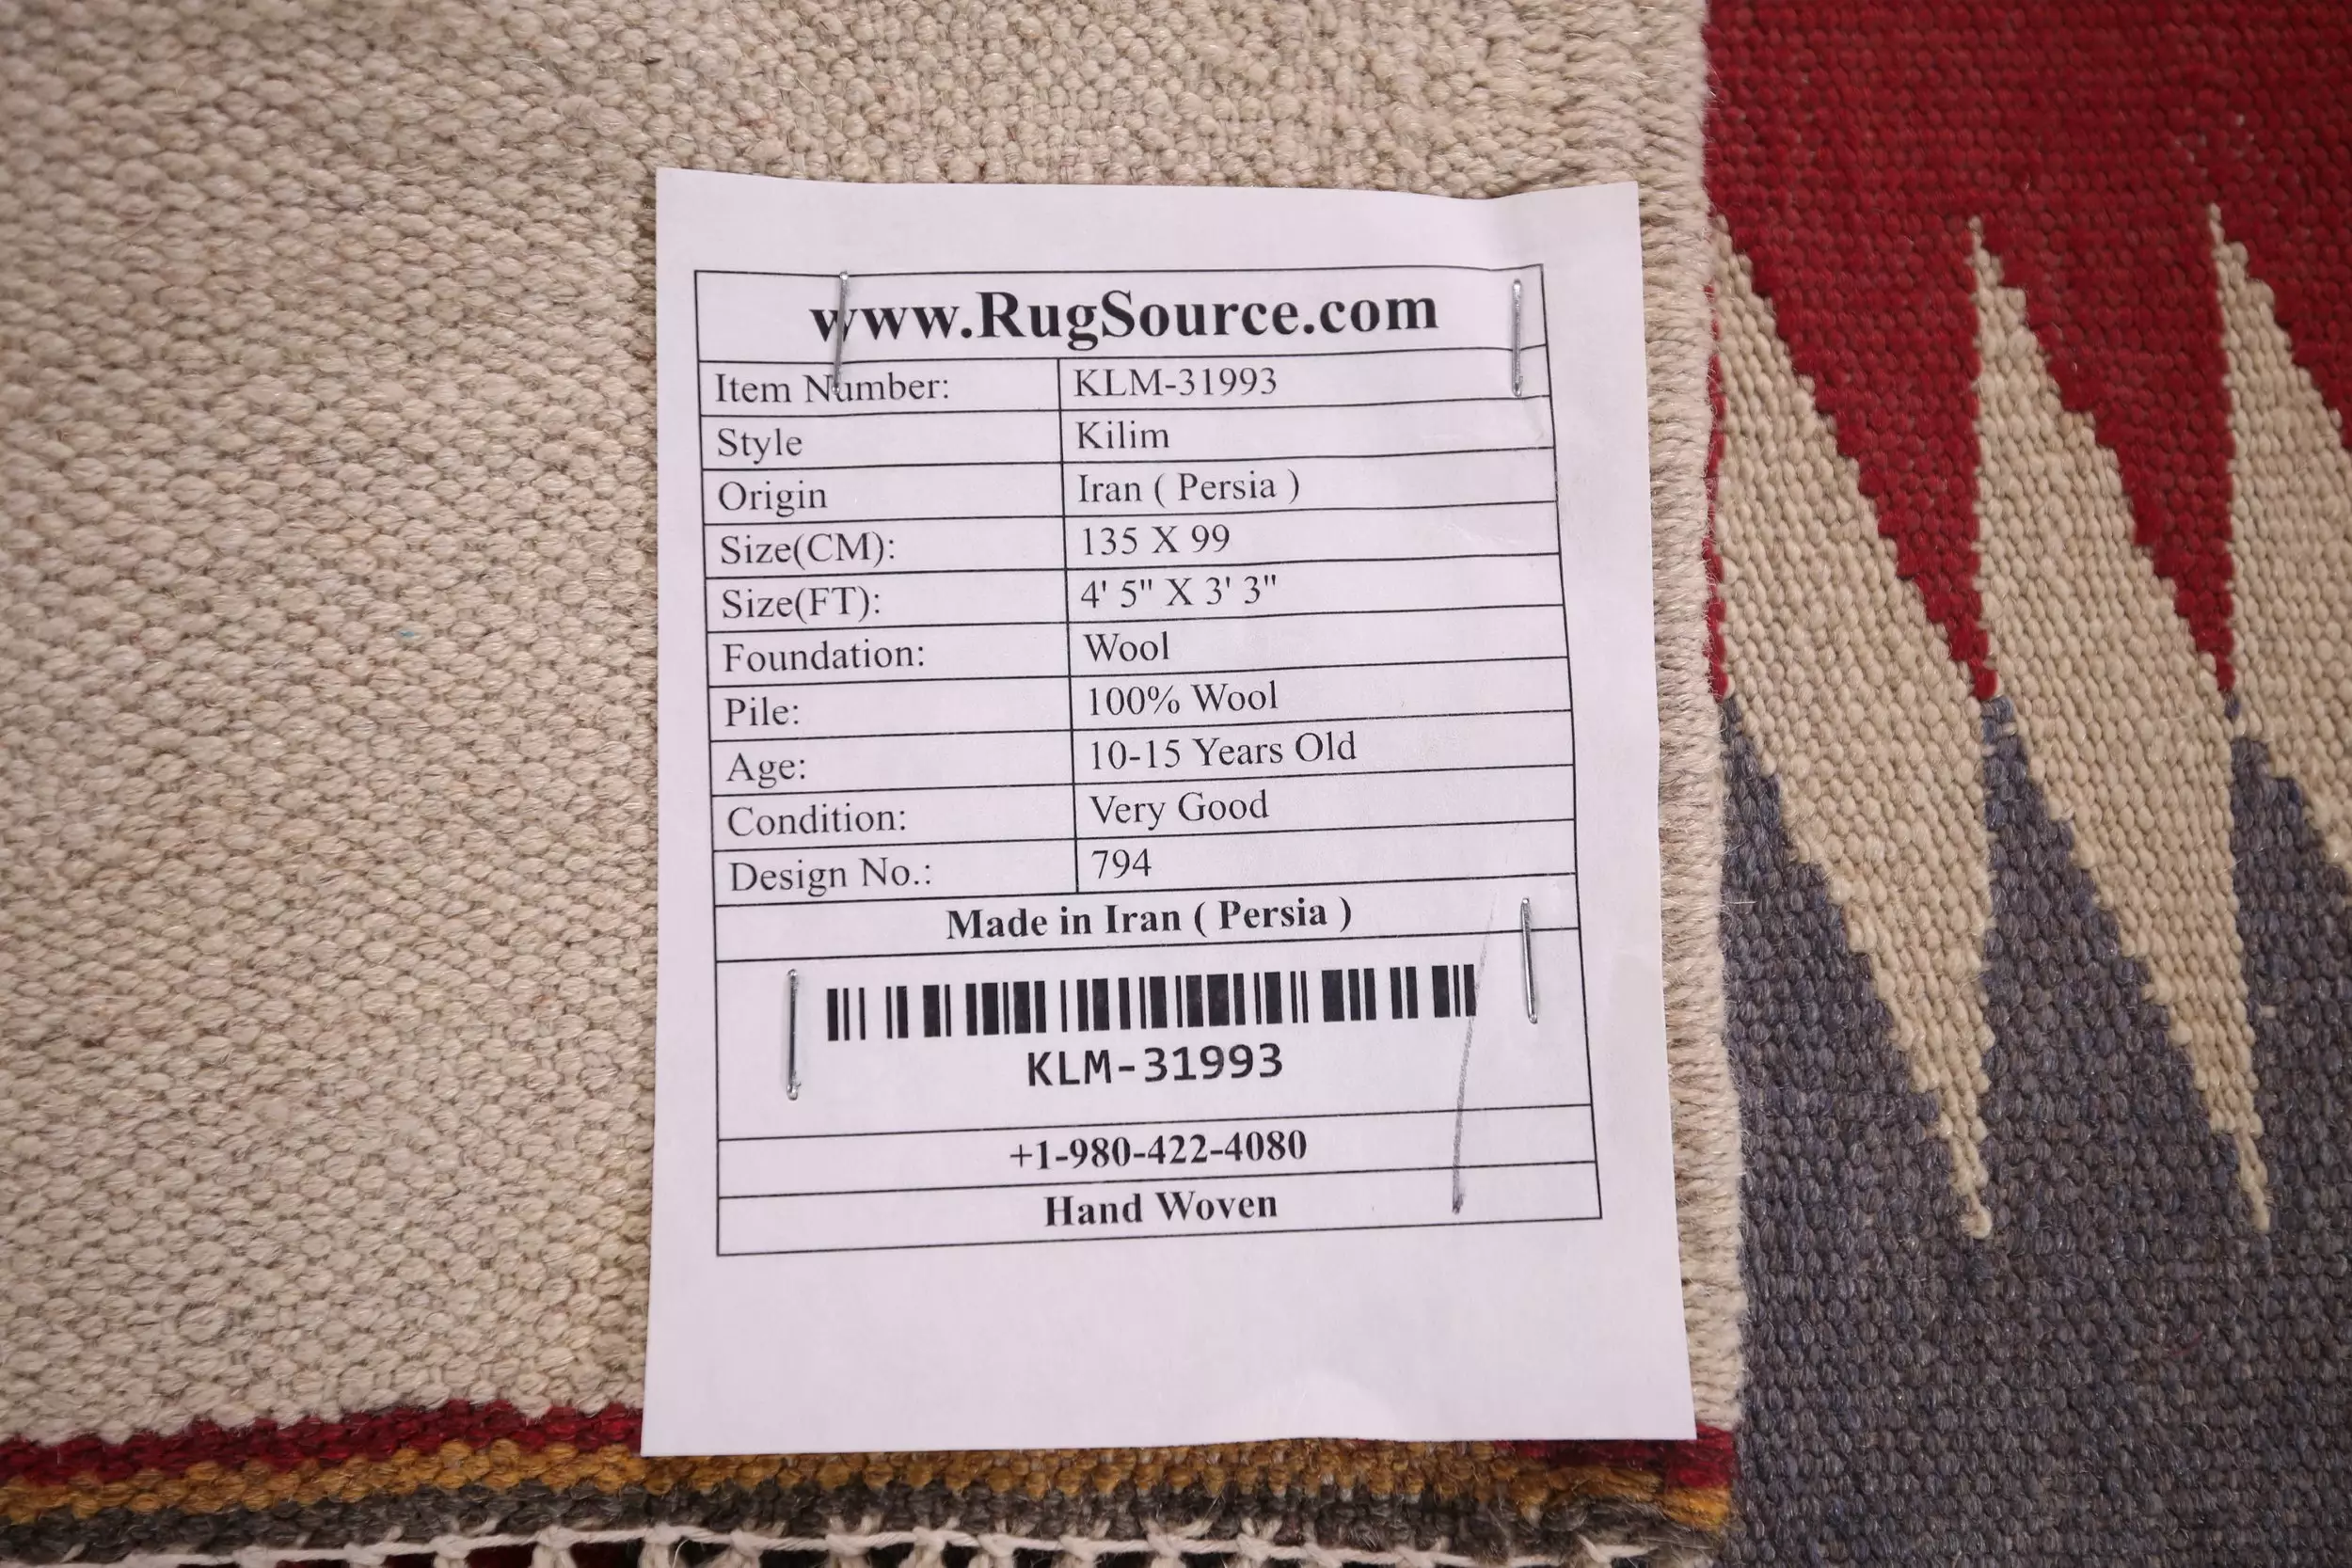 www.RugSource.com
Item Number: KLM-31993
Style Kilim
Origin Iran ( Persia )
Size(CM): 135 X 99
Size(FT): 4' 5" X 3' 3"
Foundation: Wool
Pile: 100% Wool
Age: 10-15 Years Old
Condition: Very Good
Design No.: 794
Made in Iran ( Persia )
KLM-31993
+1-980-422-4080
Hand Woven